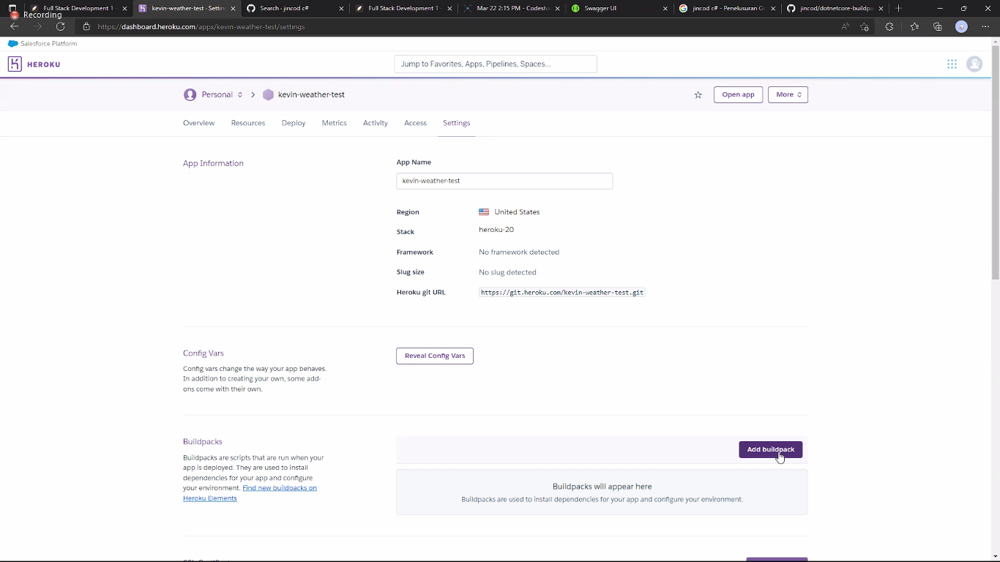 Full Stack Development 1 -
kevin-weather-test · Settin
Search · jincod c#
Full Stack Development 1 -
Mar 22 2:15 PM - Codesha
Swagger UI
jincod c# - Penelusuran Go
jincod/dotnetcore-buildpa
Recording
https://dashboard.heroku.com/apps/kevin-weather-test/settings
Salesforce Platform
HEROKU
Jump to Favorites, Apps, Pipelines, Spaces...
Personal
kevin-weather-test
Open app
More
Overview
Resources
Deploy
Metrics
Activity
Access
Settings
App Information
App Name
kevin-weather-test
Region
United States
Stack
heroku-20
Framework
No framework detected
Slug size
No slug detected
Heroku git URL
https://git.heroku.com/kevin-weather-test.git
Config Vars
Config vars change the way your app behaves.
In addition to creating your own, some add-
ons come with their own.
Reveal Config Vars
Buildpacks
Buildpacks are scripts that are run when your
app is deployed. They are used to install
dependencies for your app and configure
your environment. Find new buildpacks on
Heroku Elements
Add buildpack
Buildpacks will appear here
Buildpacks are used to install dependencies for your app and configure your environment.